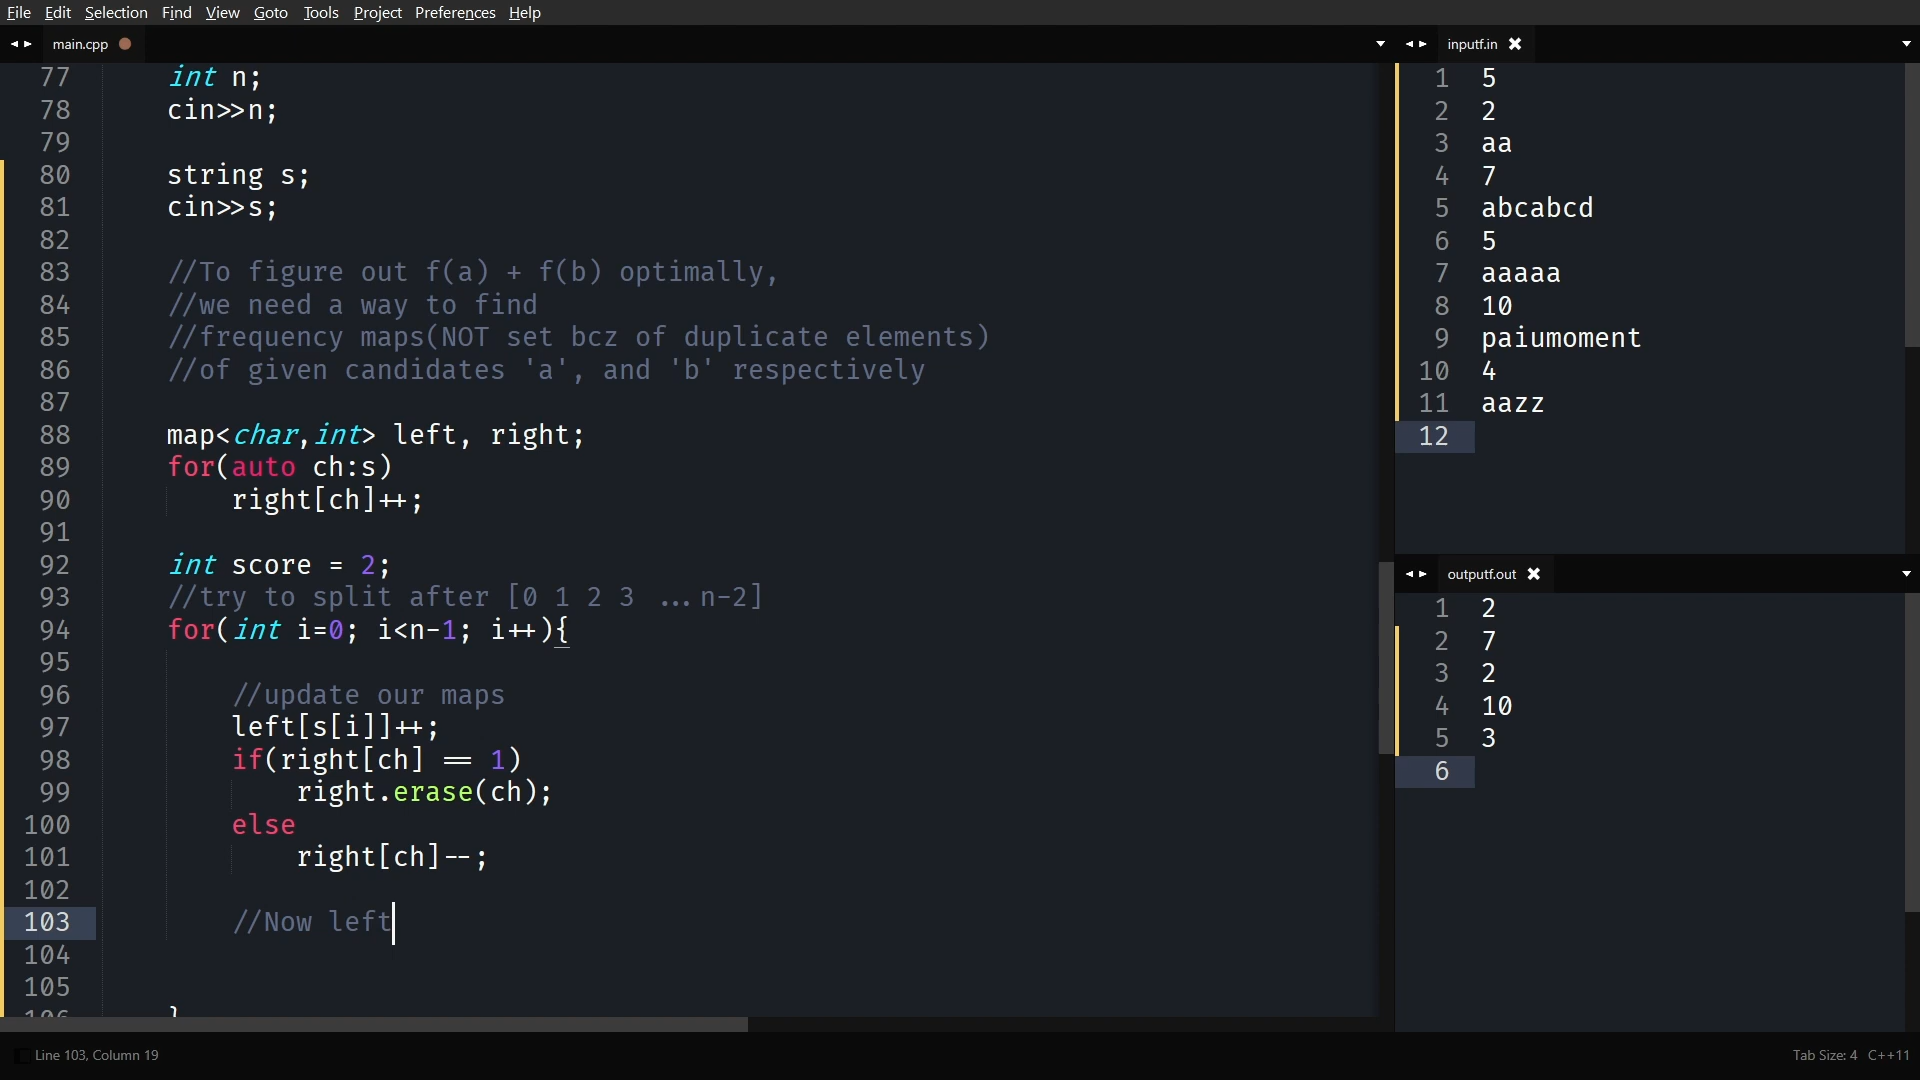 File Edit Selection Find View Goto Tools Project Preferences Help
main.cpp
77 int n;
78 cin>>n;
79
80 string s;
81 cin>>s;
82
83 //To figure out f(a) + f(b) optimally,
84 //we need a way to find
85 //frequency maps(NOT set bcz of duplicate elements)
86 //of given candidates 'a', and 'b' respectively
87
88 map<char,int> left, right;
89 for(auto ch:s)
90 right[ch]++;
91
92 int score = 2;
93 //try to split after [0 1 2 3 ...n-2]
94 for(int i=0; i<n-1; i++){
95
96 //update our maps
97 left[s[i]]++;
98 if(right[ch] == 1)
99 right.erase(ch);
100 else
101 right[ch]--;
102
103 //Now left
104
105
106 }
inputf.in
1 5
2 2
3 aa
4 7
5 abcabcd
6 5
7 aaaaa
8 10
9 paiumoment
10 4
11 aazz
12
outputf.out
1 2
2 7
3 2
4 10
5 3
6
Line 103, Column 19
Tab Size: 4 C++11